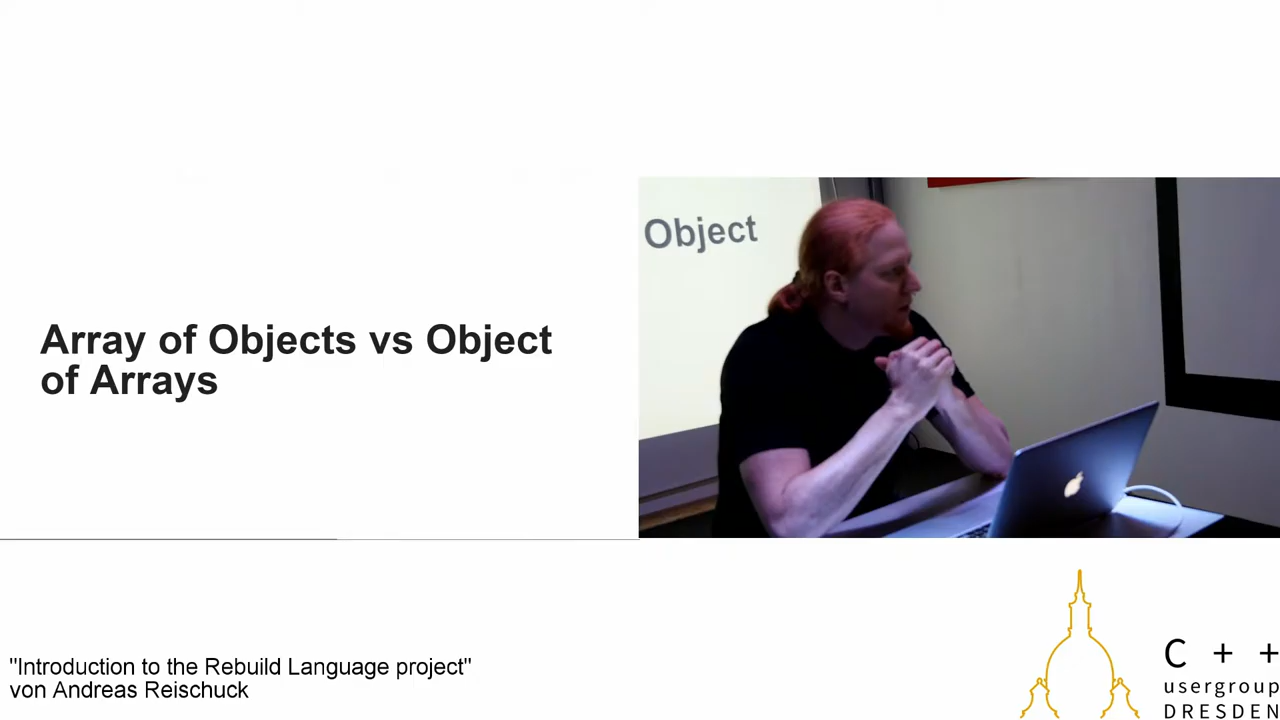 Array of Objects vs Object
of Arrays
Object
"Introduction to the Rebuild Language project"
von Andreas Reischuck
C + +
usergroup
DRESDEN